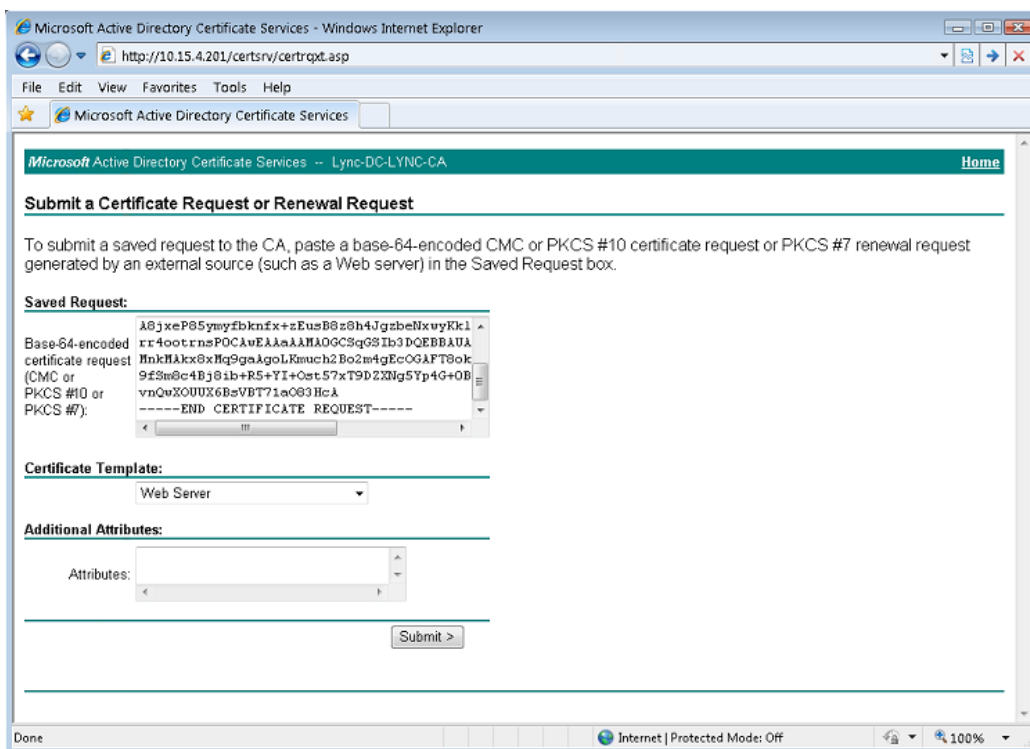 Microsoft Active Directory Certificate Services - Windows Internet Explorer
http://10.15.4.201/certsrv/certrqxt.asp
File Edit View Favorites Tools Help
Microsoft Active Directory Certificate Services
Microsoft Active Directory Certificate Services -- Lync-DC-LYNC-CA Home
Submit a Certificate Request or Renewal Request
To submit a saved request to the CA, paste a base-64-encoded CMC or PKCS #10 certificate request or PKCS #7 renewal request
generated by an external source (such as a Web server) in the Saved Request box.
Saved Request:
Base-64-encoded
certificate request
(CMC or
PKCS #10 or
PKCS #7):
-----END CERTIFICATE REQUEST-----
Certificate Template:
Web Server
Additional Attributes:
Attributes:
Submit >
Done Internet | Protected Mode: Off 100%